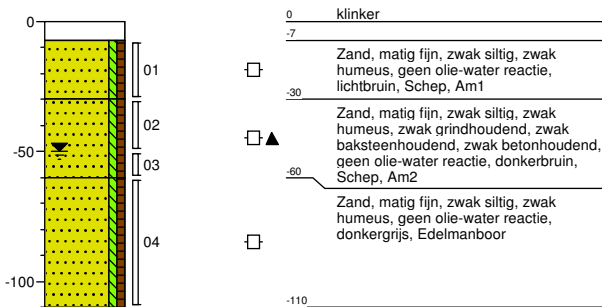 0
-50
-100
01
02
03
04
0
klinker
-7
Zand, matig fijn, zwak siltig, zwak
humeus, geen olie-water reactie,
lichtbruin, Schep, Am1
-30
Zand, matig fijn, zwak siltig, zwak
humeus, zwak grindhoudend, zwak
baksteenhoudend, zwak betonhoudend,
geen olie-water reactie, donkerbruin,
Schep, Am2
-60
Zand, matig fijn, zwak siltig, zwak
humeus, geen olie-water reactie,
donkergrijs, Edelmanboor
-110